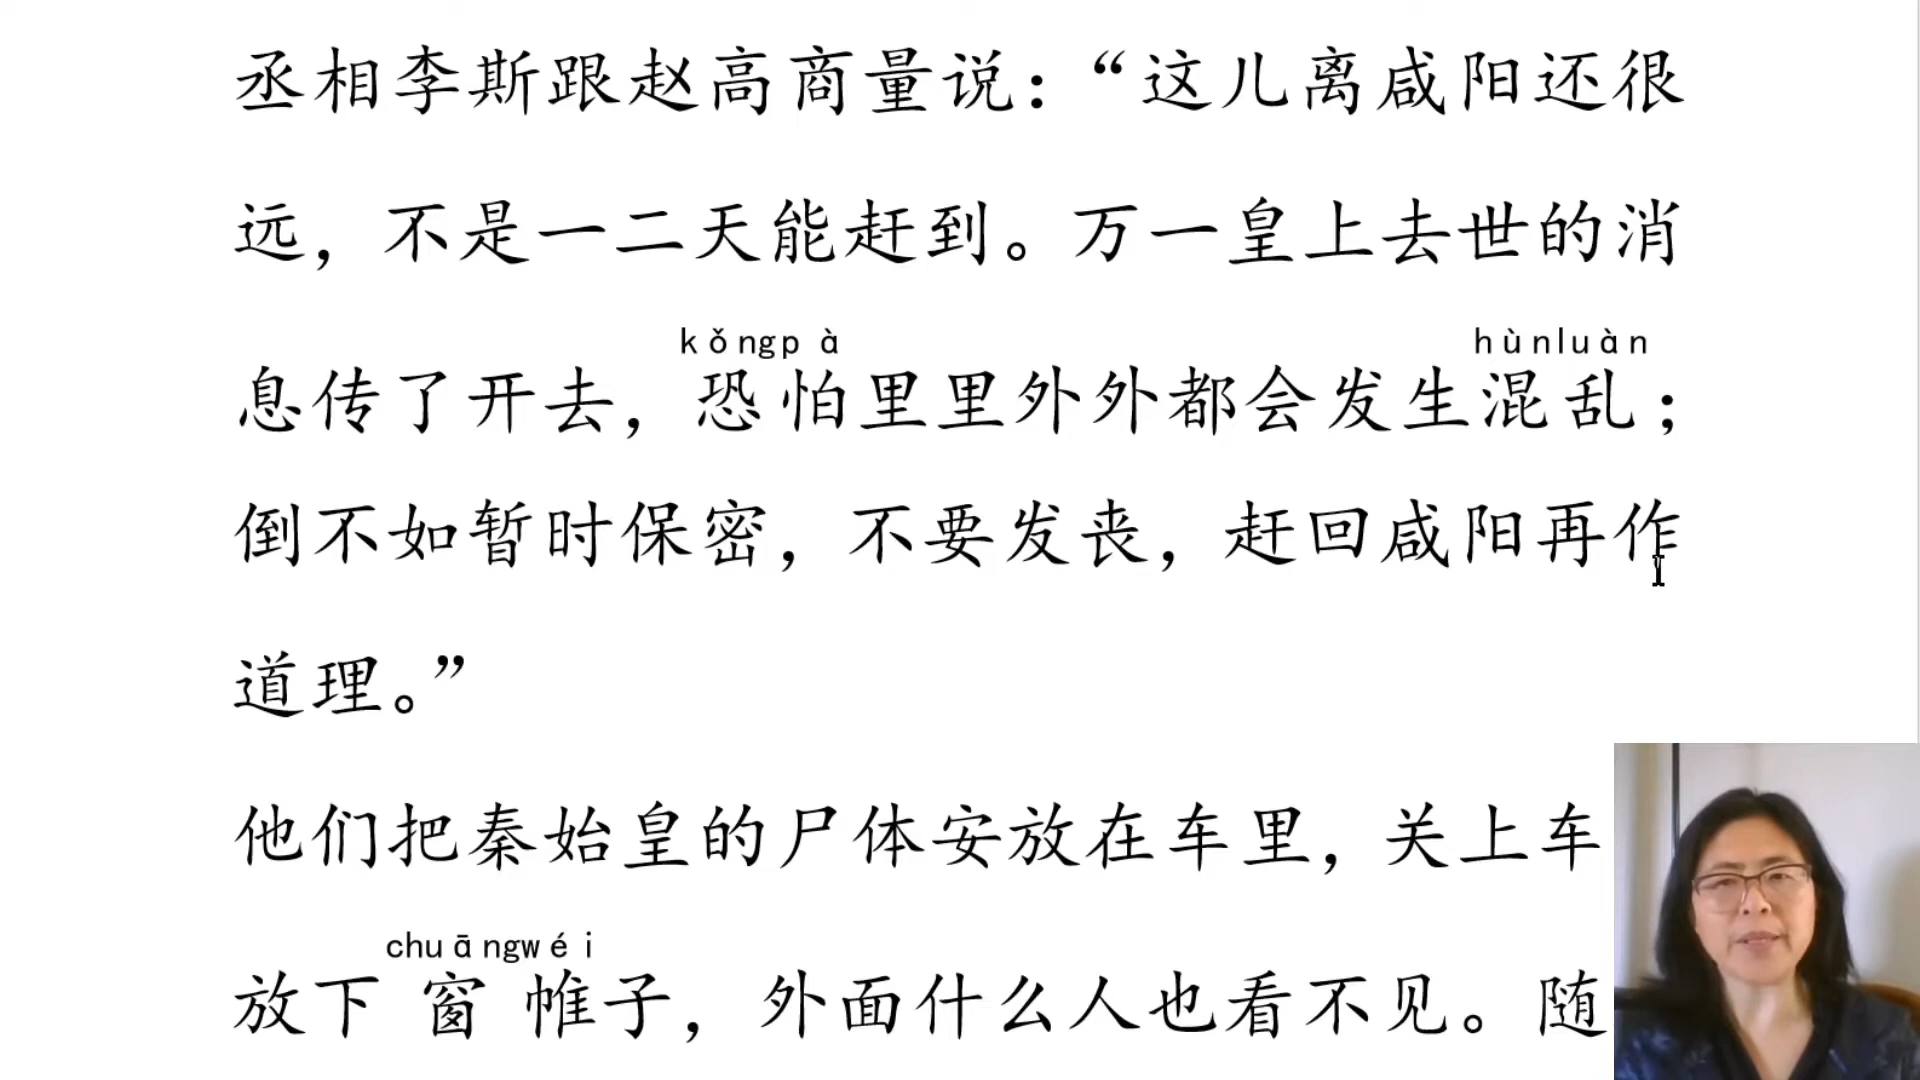 丞相李斯跟赵高商量说：“这儿离咸阳还很
远，不是一二天能赶到。万一皇上去世的消
kǒngpà hùnluàn
息传了开去，恐怕里里外外都会发生混乱；
倒不如暂时保密，不要发丧，赶回咸阳再作
道理。”
他们把秦始皇的尸体安放在车里，关上车
chuāngwéi
放下窗帷子，外面什么人也看不见。随